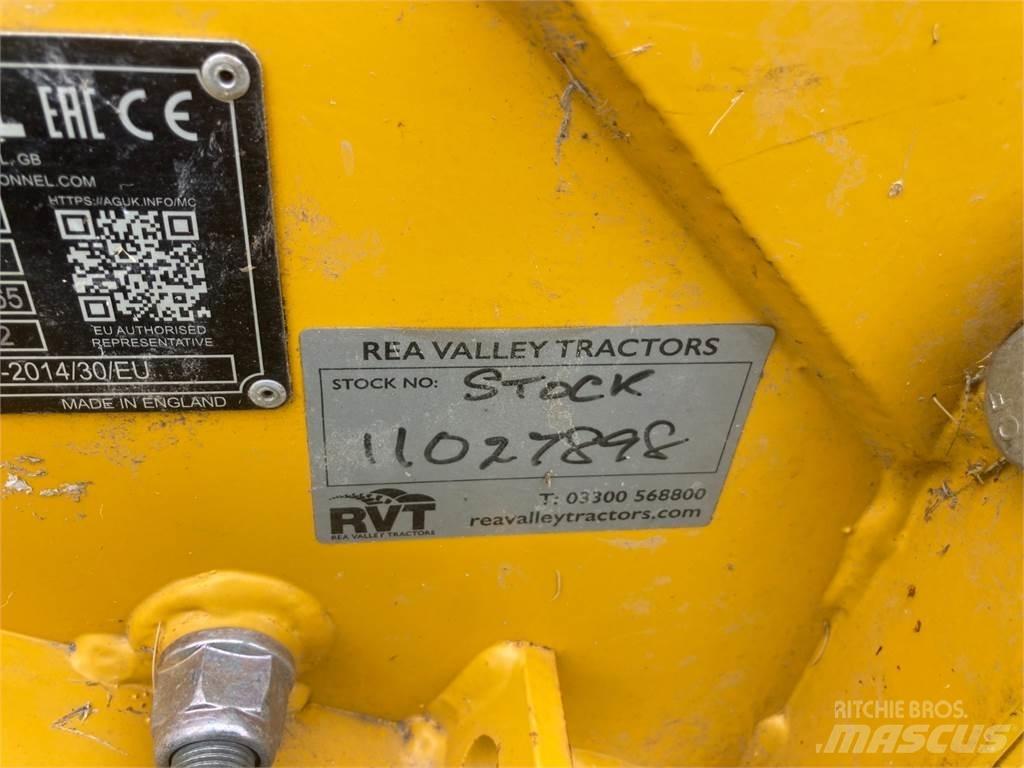 EAC CE
L, GB
ONNEL.COM
HTTPS://AGUK.INFO/MC
65
2
EU AUTHORISED
REPRESENTATIVE
-2014/30/EU
MADE IN ENGLAND
REA VALLEY TRACTORS
STOCK NO: STOCK
11027898
RVT
REA VALLEY TRACTORS
T: 03300 568800
reavalleytractors.com
RITCHIE BROS.
MASCUS